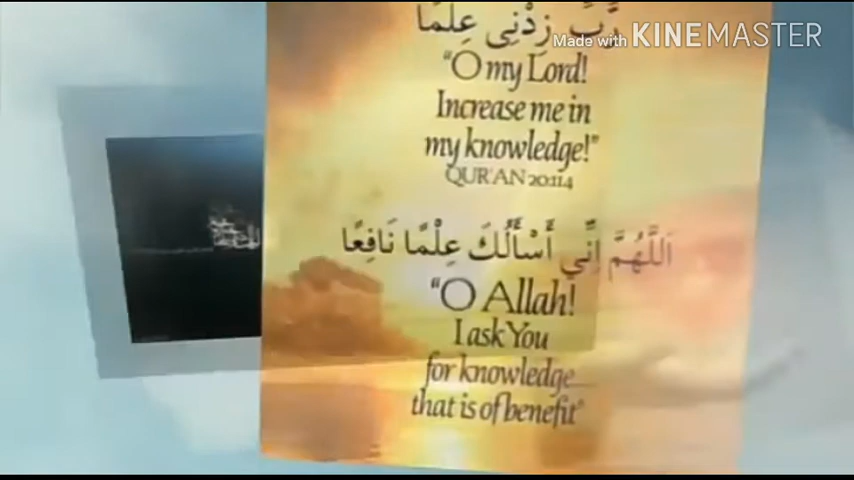 رَّبِّ زِدْنِي عِلْمًا
Made with KINEMASTER
"O my Lord!
Increase me in
my knowledge!"
QUR'AN 20:114
اَللَّهُمَّ اِنِّي أَسْأَلُكَ عِلْمًا نَافِعًا
"O Allah!
I ask You
for knowledge
that is of benefit"